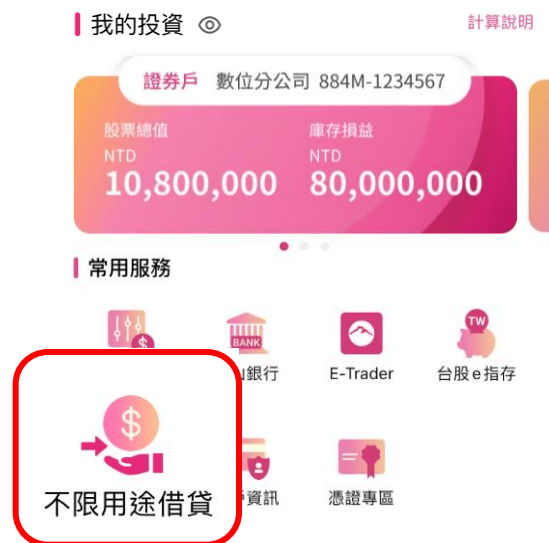 我的投資
計算說明
證券戶 數位分公司 884M-1234567
股票總值 庫存損益
NTD NTD
10,800,000 80,000,000
常用服務
TW
BANK
銀行 E-Trader 台股e指存
不限用途借貸
資訊 憑證專區